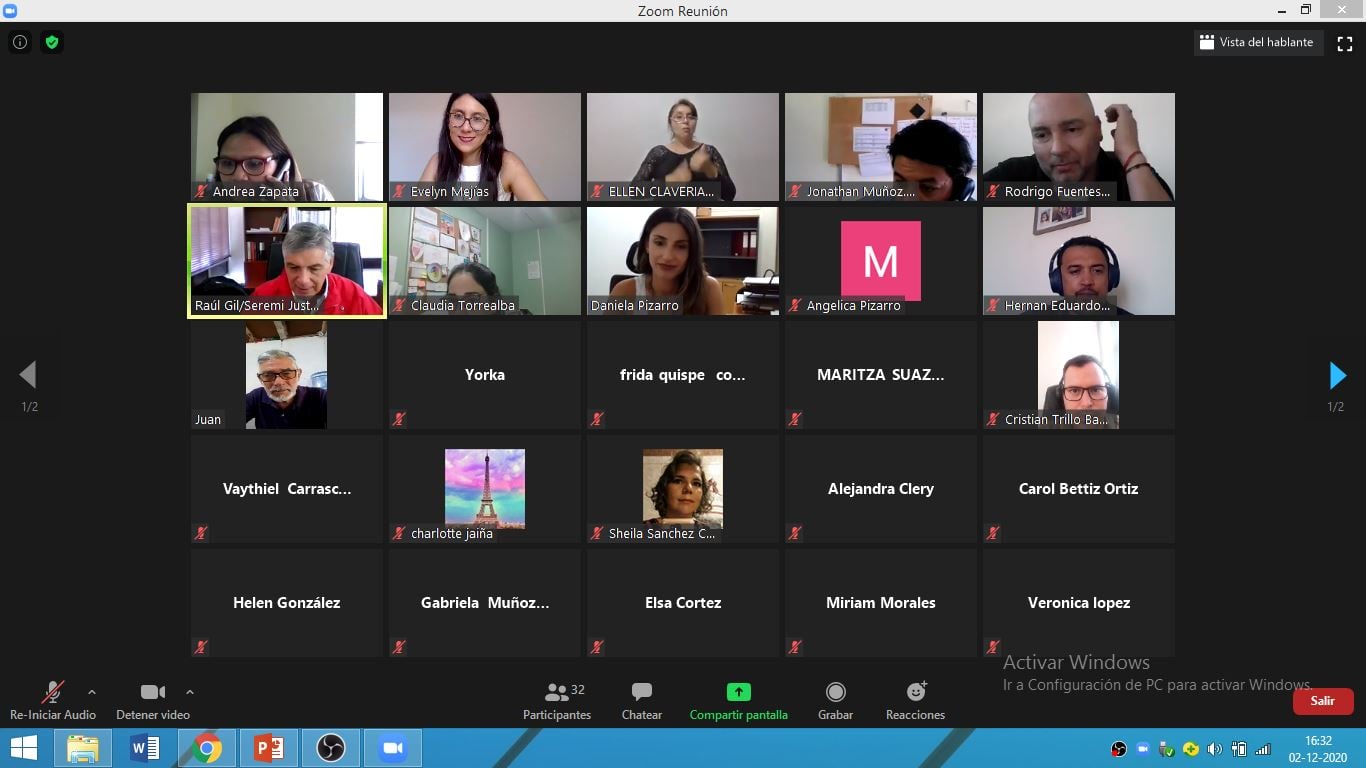 Zoom Reunión
Vista del hablante
Andrea Zapata
Evelyn Mejías
ELLEN CLAVERIA...
Jonathan Muñoz...
Rodrigo Fuentes...
Raúl Gil/Seremi Just...
Claudia Torrealba
Daniela Pizarro
M
Angelica Pizarro
Hernan Eduardo...
Juan
Yorka
frida quispe co...
MARITZA SUAZ...
Cristian Trillo Ba...
Vaythiel Carrasc...
charlotte jaiña
Sheila Sanchez C...
Alejandra Clery
Carol Bettiz Ortiz
Helen González
Gabriela Muñoz...
Elsa Cortez
Miriam Morales
Veronica lopez
1/2
1/2
Activar Windows
Ir a Configuración de PC para activar Windows.
Re-Iniciar Audio
Detener video
32
Participantes
Chatear
Compartir pantalla
Grabar
Reacciones
Salir
16:32
02-12-2020